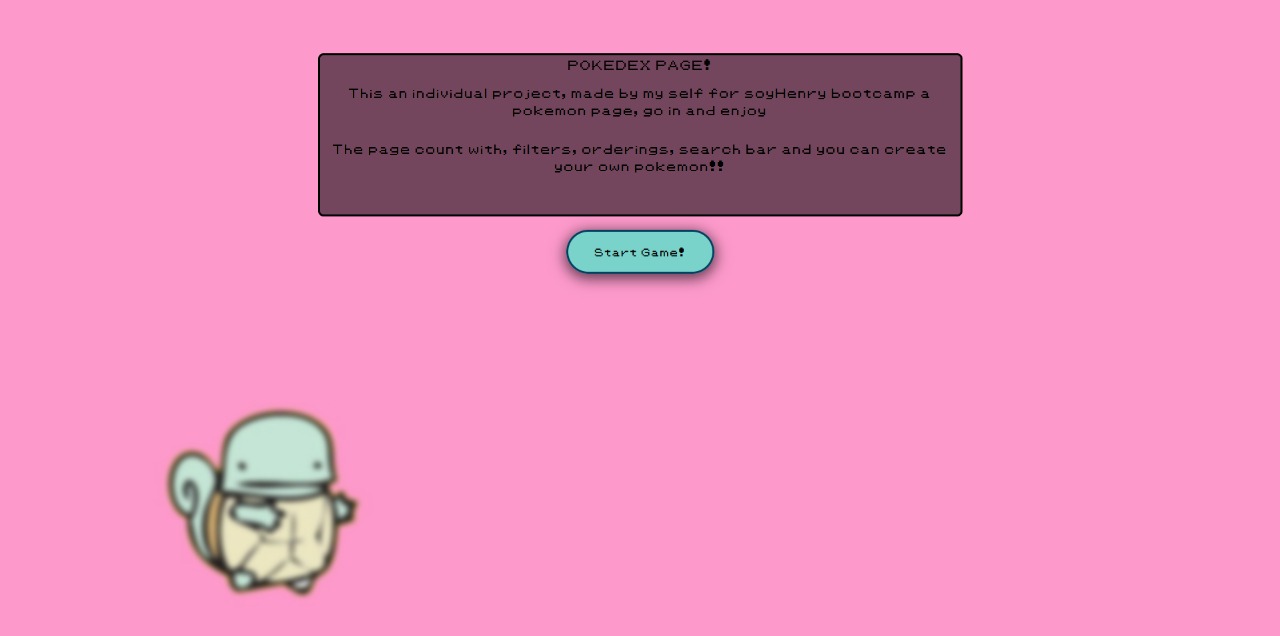 POKEDEX PAGE!
This an individual project, made by my self for soyHenry bootcamp a
pokemon page, go in and enjoy
The page count with, filters, orderings, search bar and you can create
your own pokemon!!
Start Game!